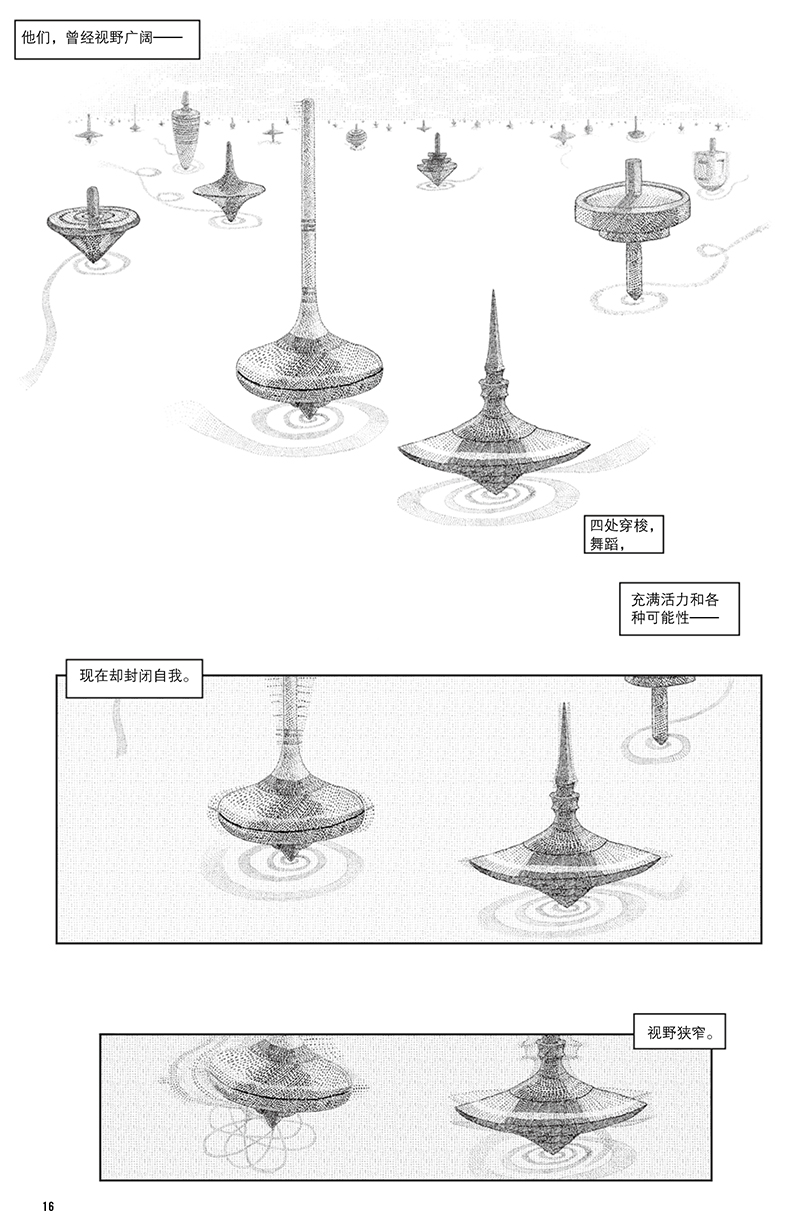 他们，曾经视野广阔——
四处穿梭，
舞蹈，
充满活力和各
种可能性——
现在却封闭自我。
视野狭窄。
16